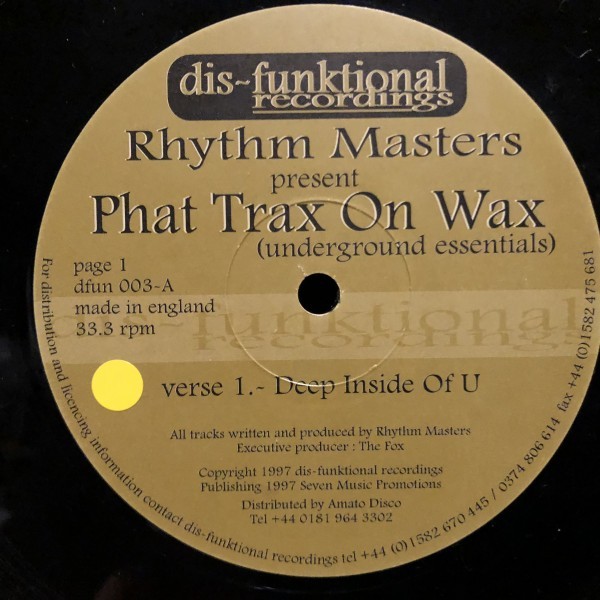 dis-funktional
recordings
Rhythm Masters
present
Phat Trax On Wax
(underground essentials)
page 1
dfun 003-A
made in england
33.3 rpm
dis-funktional
recordings
verse 1.- Deep Inside Of U
All tracks written and produced by Rhythm Masters
Executive producer : The Fox
Copyright 1997 dis-funktional recordings
Publishing 1997 Seven Music Promotions
Distributed by Amato Disco
Tel +44 0181 964 3302
For distribution and licencing information contact dis-funktional recordings tel +44 (0)1582 670 445 / 0374 806 614 fax +44 (0)1582 475 681